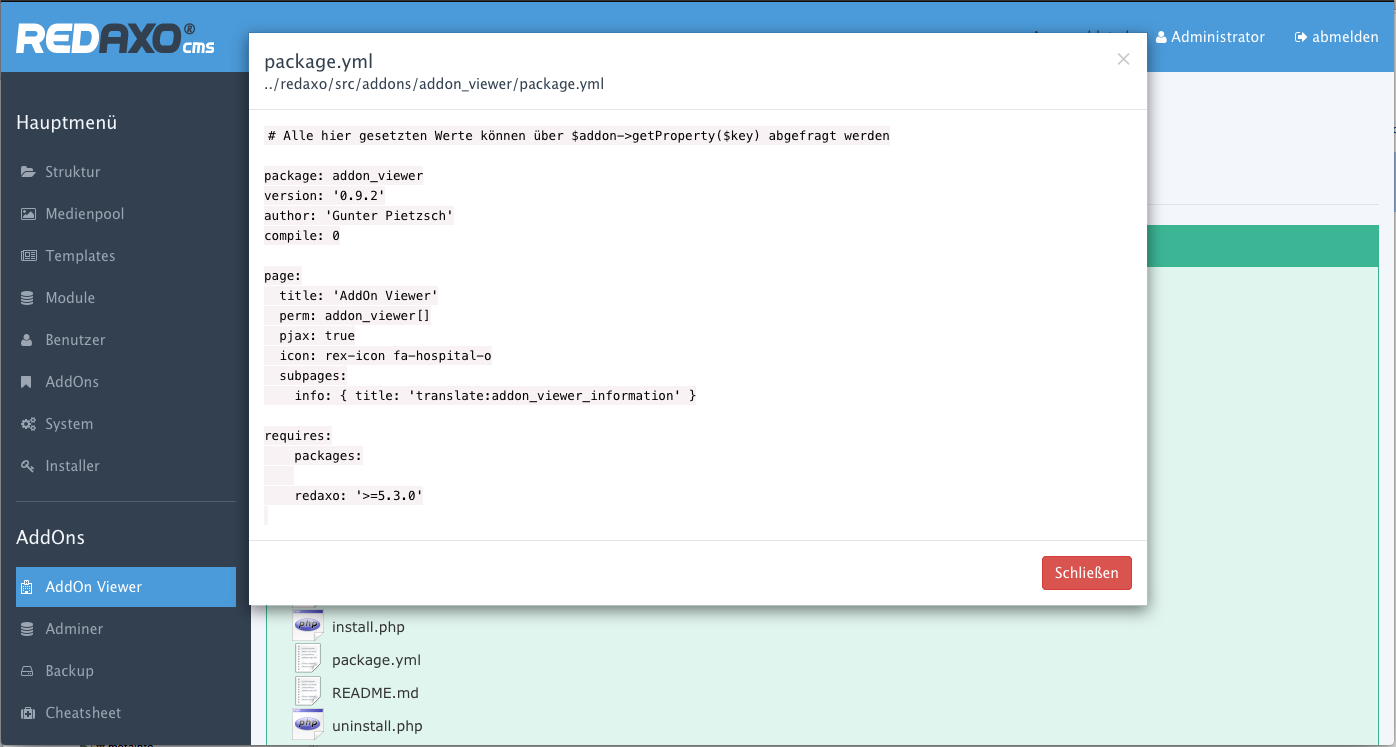 REDAXO® cms
Administrator
abmelden
Hauptmenü
Struktur
Medienpool
Templates
Module
Benutzer
AddOns
System
Installer
AddOns
AddOn Viewer
Adminer
Backup
Cheatsheet
package.yml
×
../redaxo/src/addons/addon_viewer/package.yml
# Alle hier gesetzten Werte können über $addon->getProperty($key) abgefragt werden
package: addon_viewer
version: '0.9.2'
author: 'Gunter Pietzsch'
compile: 0
page:
  title: 'AddOn Viewer'
  perm: addon_viewer[]
  pjax: true
  icon: rex-icon fa-hospital-o
  subpages:
    info: { title: 'translate:addon_viewer_information' }
requires:
    packages:
    redaxo: '>=5.3.0'
Schließen
php install.php
package.yml
README.md
php uninstall.php